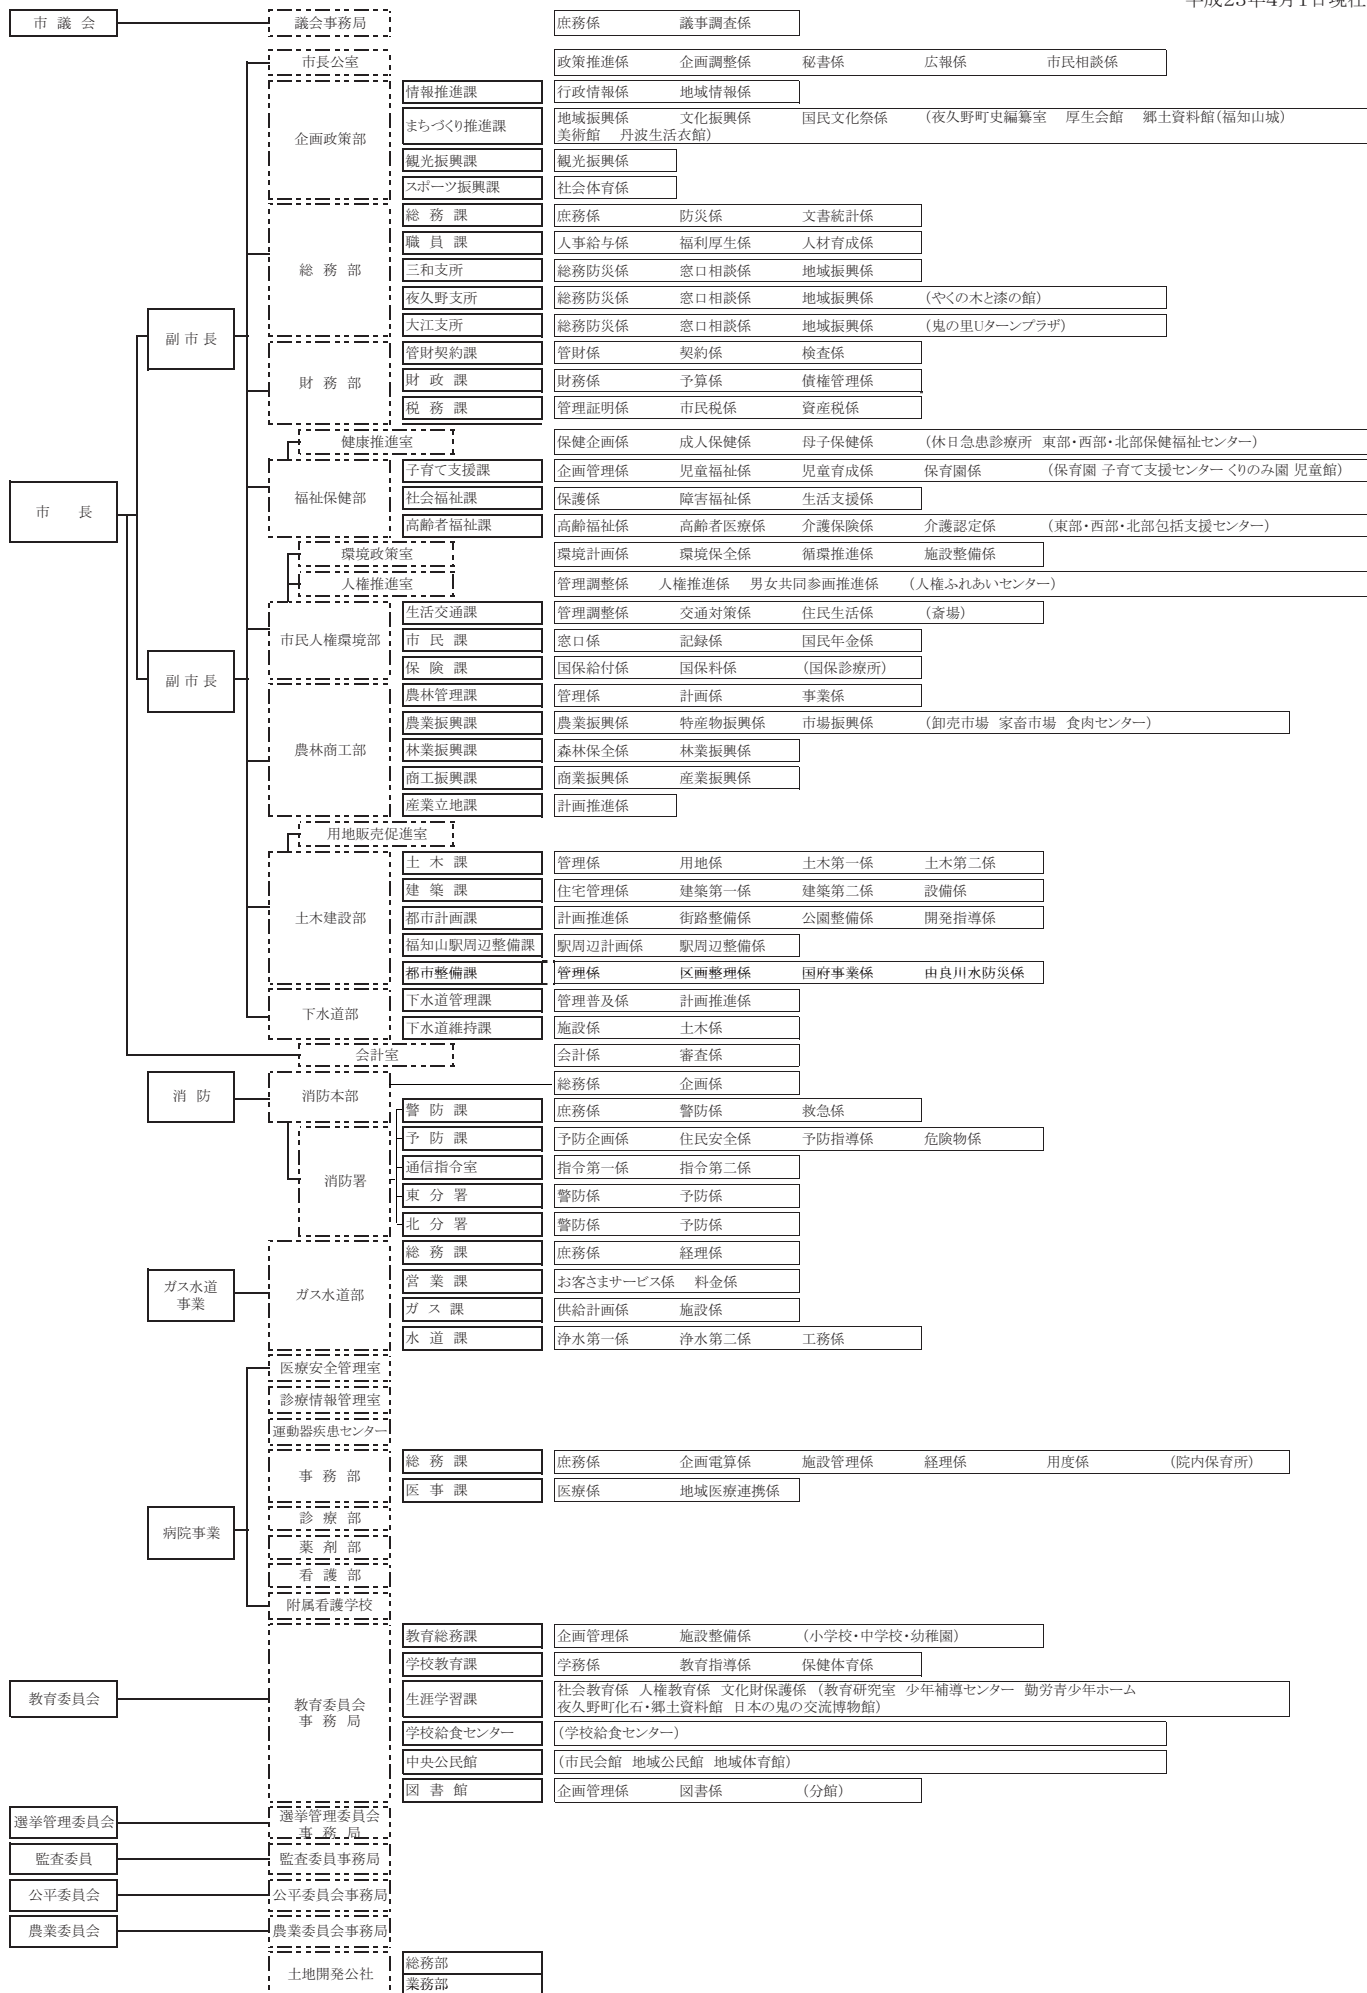 平成23年4月1日現在
市 議 会 議会事務局 庶務係 議事調査係
市長公室 政策推進係 企画調整係 秘書係 広報係 市民相談係
情報推進課 行政情報係 地域情報係
企画政策部 まちづくり推進課 地域振興係 文化振興係 国民文化祭係 （夜久野町史編纂室 厚生会館 郷土資料館(福知山城)
美術館 丹波生活衣館）
観光振興課 観光振興係
スポーツ振興課 社会体育係
総 務 課 庶務係 防災係 文書統計係
職 員 課 人事給与係 福利厚生係 人材育成係
総 務 部 三和支所 総務防災係 窓口相談係 地域振興係
夜久野支所 総務防災係 窓口相談係 地域振興係 （やくの木と漆の館）
大江支所 総務防災係 窓口相談係 地域振興係 （鬼の里Uターンプラザ）
副 市 長
管財契約課 管財係 契約係 検査係
財 務 部 財 政 課 財務係 予算係 債権管理係
税 務 課 管理証明係 市民税係 資産税係
健康推進室 保健企画係 成人保健係 母子保健係 （休日急患診療所 東部・西部・北部保健福祉センター）
子育て支援課 企画管理係 児童福祉係 児童育成係 保育園係 （保育園 子育て支援センター くりのみ園 児童館）
福祉保健部 社会福祉課 保護係 障害福祉係 生活支援係
市 長
高齢者福祉課 高齢福祉係 高齢者医療係 介護保険係 介護認定係 （東部・西部・北部包括支援センター）
環境政策室 環境計画係 環境保全係 循環推進係 施設整備係
人権推進室 管理調整係 人権推進係 男女共同参画推進係 （人権ふれあいセンター）
生活交通課 管理調整係 交通対策係 住民生活係 （斎場）
市民人権環境部 市 民 課 窓口係 記録係 国民年金係
保 険 課 国保給付係 国保料係 （国保診療所）
副 市 長
農林管理課 管理係 計画係 事業係
農業振興課 農業振興係 特産物振興係 市場振興係 （卸売市場 家畜市場 食肉センター）
農林商工部 林業振興課 森林保全係 林業振興係
商工振興課 商業振興係 産業振興係
産業立地課 計画推進係
用地販売促進室
土 木 課 管理係 用地係 土木第一係 土木第二係
建 築 課 住宅管理係 建築第一係 建築第二係 設備係
土木建設部 都市計画課 計画推進係 街路整備係 公園整備係 開発指導係
福知山駅周辺整備課 駅周辺計画係 駅周辺整備係
都市整備課 管理係 区画整理係 国府事業係 由良川水防災係
下水道部 下水道管理課 管理普及係 計画推進係
下水道維持課 施設係 土木係
会計室 会計係 審査係
消 防 消防本部 総務係 企画係
警 防 課 庶務係 警防係 救急係
予 防 課 予防企画係 住民安全係 予防指導係 危険物係
消防署 通信指令室 指令第一係 指令第二係
東 分 署 警防係 予防係
北 分 署 警防係 予防係
総 務 課 庶務係 経理係
ガス水道
事業
ガス水道部 営 業 課 お客さまサービス係 料金係
ガ ス 課 供給計画係 施設係
水 道 課 浄水第一係 浄水第二係 工務係
医療安全管理室
診療情報管理室
運動器疾患センター
事 務 部 総 務 課 庶務係 企画電算係 施設管理係 経理係 用度係 （院内保育所）
医 事 課 医療係 地域医療連携係
病院事業 診 療 部
薬 剤 部
看 護 部
附属看護学校
教育総務課 企画管理係 施設整備係 （小学校・中学校・幼稚園）
学校教育課 学務係 教育指導係 保健体育係
教育委員会 教育委員会
事 務 局
生涯学習課 社会教育係 人権教育係 文化財保護係 （教育研究室 少年補導センター 勤労青少年ホーム
夜久野町化石・郷土資料館 日本の鬼の交流博物館）
学校給食センター （学校給食センター）
中央公民館 （市民会館 地域公民館 地域体育館）
図 書 館 企画管理係 図書係 （分館）
選挙管理委員会 選挙管理委員会
事 務 局
監査委員 監査委員事務局
公平委員会 公平委員会事務局
農業委員会 農業委員会事務局
土地開発公社 総務部
業務部